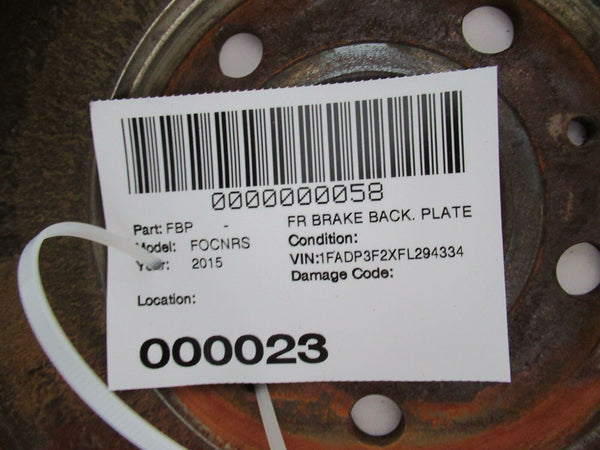 0000000058
Part: FBP - FR BRAKE BACK. PLATE
Model: FOCNRS Condition:
Year: 2015 VIN:1FADP3F2XFL294334
Damage Code:
Location:
000023